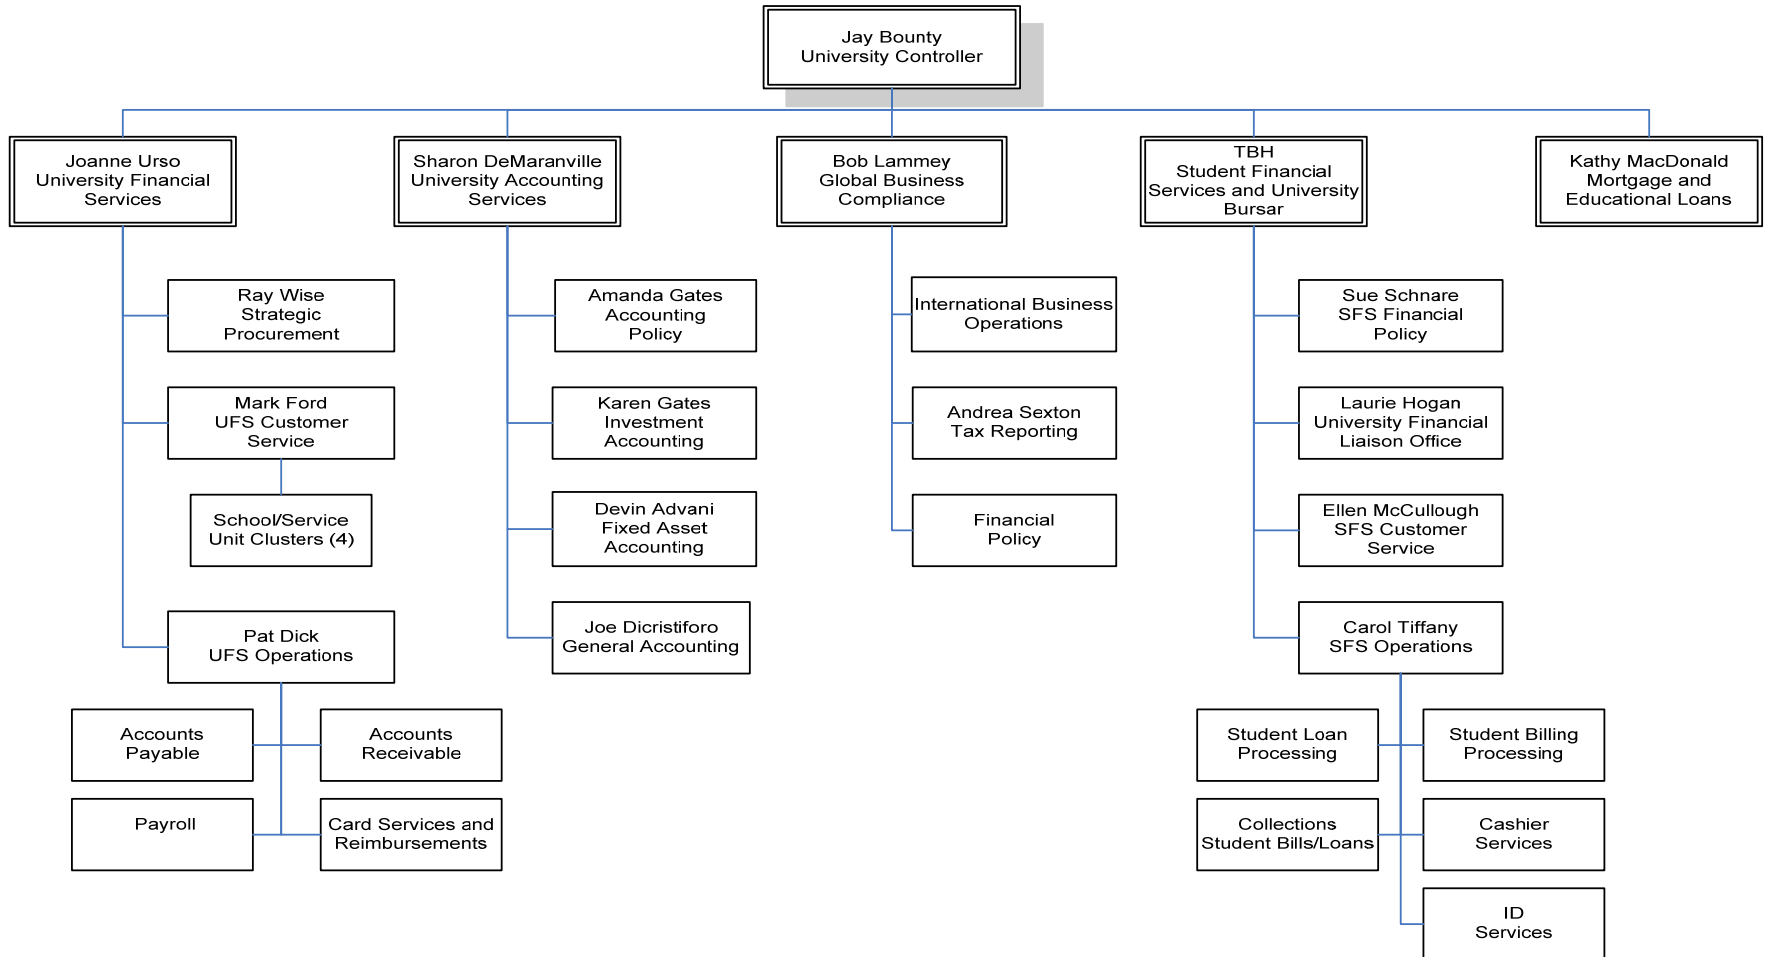 Jay Bounty
University Controller
Joanne Urso
University Financial
Services
Sharon DeMaranville
University Accounting
Services
Bob Lammey
Global Business
Compliance
TBH
Student Financial
Services and University
Bursar
Kathy MacDonald
Mortgage and
Educational Loans
Ray Wise
Strategic
Procurement
Mark Ford
UFS Customer
Service
School/Service
Unit Clusters (4)
Pat Dick
UFS Operations
Accounts
Payable
Accounts
Receivable
Payroll
Card Services and
Reimbursements
Amanda Gates
Accounting
Policy
Karen Gates
Investment
Accounting
Devin Advani
Fixed Asset
Accounting
Joe Dicristiforo
General Accounting
International Business
Operations
Andrea Sexton
Tax Reporting
Financial
Policy
Sue Schnare
SFS Financial
Policy
Laurie Hogan
University Financial
Liaison Office
Ellen McCullough
SFS Customer
Service
Carol Tiffany
SFS Operations
Student Loan
Processing
Student Billing
Processing
Collections
Student Bills/Loans
Cashier
Services
ID
Services